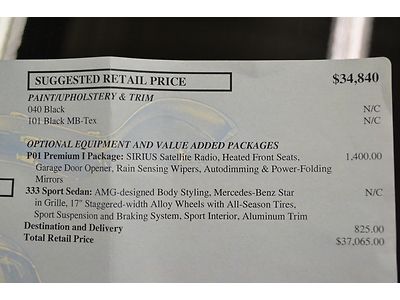 SUGGESTED RETAIL PRICE $34,840
PAINT/UPHOLSTERY & TRIM
040 Black N/C
101 Black MB-Tex N/C
OPTIONAL EQUIPMENT AND VALUE ADDED PACKAGES
P01 Premium I Package: SIRIUS Satellite Radio, Heated Front Seats, 1,400.00
Garage Door Opener, Rain Sensing Wipers, Autodimming & Power-Folding
Mirrors
333 Sport Sedan: AMG-designed Body Styling, Mercedes-Benz Star N/C
in Grille, 17" Staggered-width Alloy Wheels with All-Season Tires,
Sport Suspension and Braking System, Sport Interior, Aluminum Trim
Destination and Delivery 825.00
Total Retail Price $37,065.00